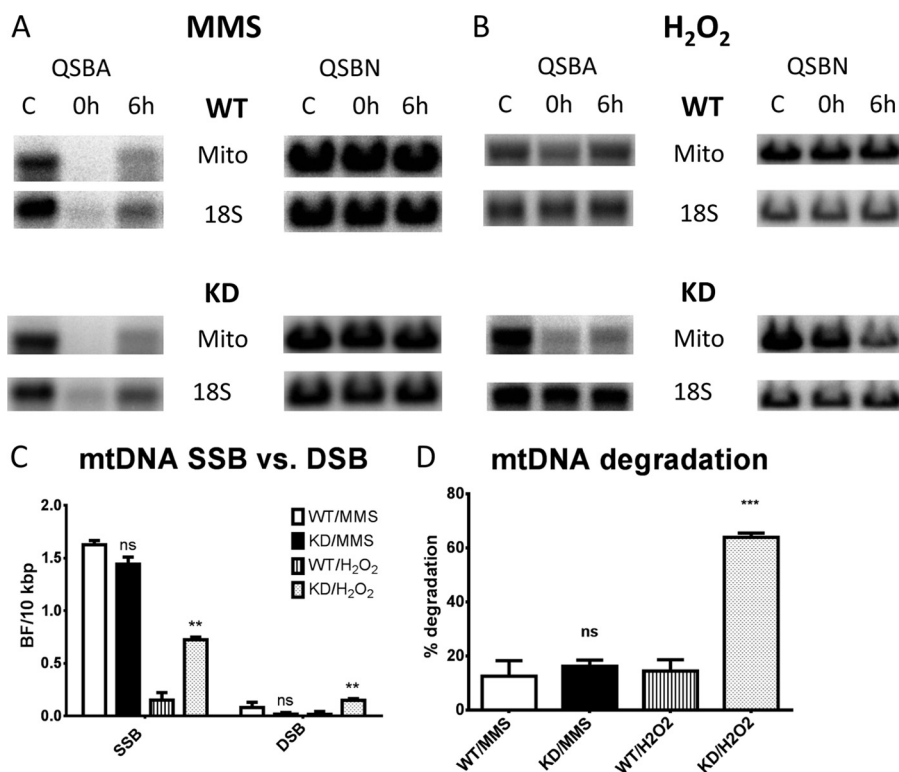 A MMS B H₂O₂
QSBA QSBN QSBA QSBN
C 0h 6h WT C 0h 6h C 0h 6h WT C 0h 6h
Mito Mito
18S 18S
KD KD
Mito Mito
18S 18S
C mtDNA SSB vs. DSB
2.0
1.5
1.0
0.5
0.0
BF/10 kbp
ns
**
ns
**
WT/MMS
KD/MMS
WT/H₂O₂
KD/H₂O₂
SSB DSB
D mtDNA degradation
80
60
40
20
0
% degradation
ns
***
WT/MMS
KD/MMS
WT/H2O2
KD/H2O2